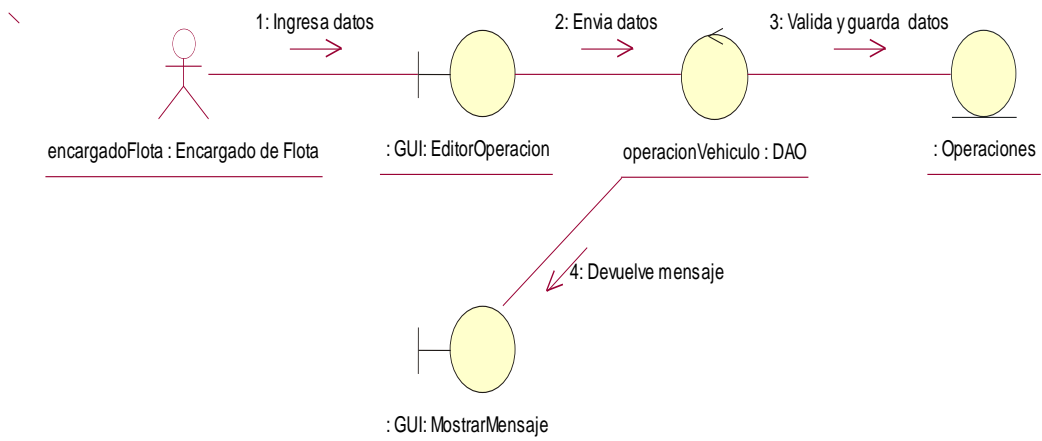 1: Ingresa datos
2: Envia datos
3: Valida y guarda datos
encargadoFlota : Encargado de Flota
: GUI: EditorOperacion
operacionVehiculo : DAO
: Operaciones
4: Devuelve mensaje
: GUI: MostrarMensaje